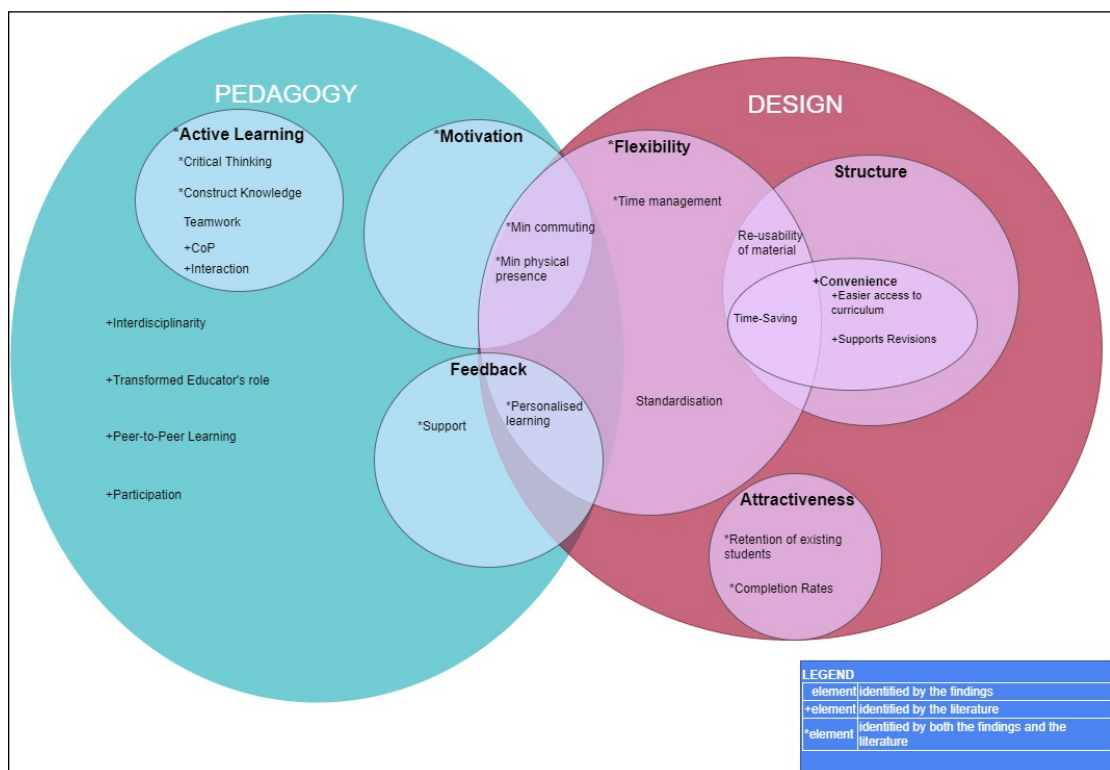 PEDAGOGY
*Active Learning
*Critical Thinking
*Construct Knowledge
Teamwork
+CoP
+Interaction
+Interdisciplinarity
+Transformed Educator's role
+Peer-to-Peer Learning
+Participation
*Motivation
*Min commuting
*Min physical
presence
Feedback
*Support
*Personalised
learning
DESIGN
*Flexibility
*Time management
Standardisation
Structure
Re-usability
of material
+Convenience
+Easier access to
curriculum
Time-Saving
+Supports Revisions
Attractiveness
*Retention of existing
students
*Completion Rates
LEGEND
element identified by the findings
+element identified by the literature
*element identified by both the findings and the
literature